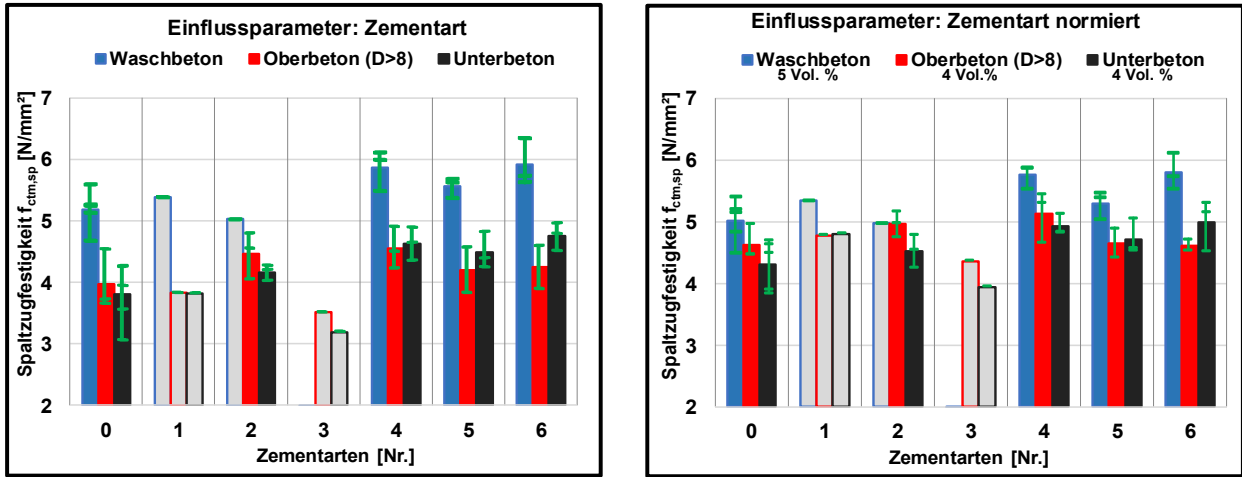 Einflussparameter: Zementart
Waschbeton Oberbeton (D>8) Unterbeton
Spaltzugfestigkeit fctm,sp [N/mm²]
7
6
5
4
3
2
0 1 2 3 4 5 6
Zementarten [Nr.]
Einflussparameter: Zementart normiert
Waschbeton Oberbeton (D>8) Unterbeton
5 Vol. % 4 Vol.% 4 Vol. %
Spaltzugfestigkeit fctm,sp [N/mm²]
7
6
5
4
3
2
0 1 2 3 4 5 6
Zementarten [Nr.]